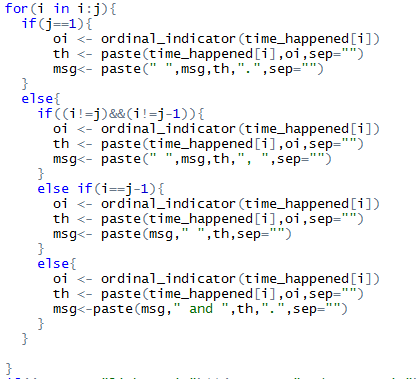 for(i in i:j){
  if(j==1){
      oi <- ordinal_indicator(time_happened[i])
      th <- paste(time_happened[i],oi,sep="")
      msg<- paste(" ",msg,th,".",sep="")
  }
  else{
    if((i!=j)&&(i!=j-1)){
      oi <- ordinal_indicator(time_happened[i])
      th <- paste(time_happened[i],oi,sep="")
      msg<- paste(" ",msg,th,", ",sep="")
    }
    else if(i==j-1){
      oi <- ordinal_indicator(time_happened[i])
      th <- paste(time_happened[i],oi,sep="")
      msg<- paste(msg," ",th,sep="")
    }
    else{
      oi <- ordinal_indicator(time_happened[i])
      th <- paste(time_happened[i],oi,sep="")
      msg<-paste(msg," and ",th,".",sep="")
    }
  }
}